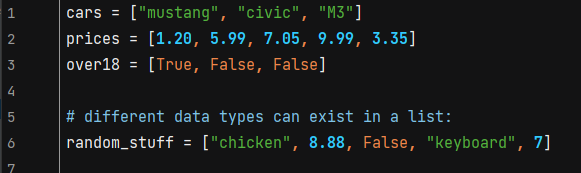 1 cars = ["mustang", "civic", "M3"]
2 prices = [1.20, 5.99, 7.05, 9.99, 3.35]
3 over18 = [True, False, False]
4
5 # different data types can exist in a list:
6 random_stuff = ["chicken", 8.88, False, "keyboard", 7]
7